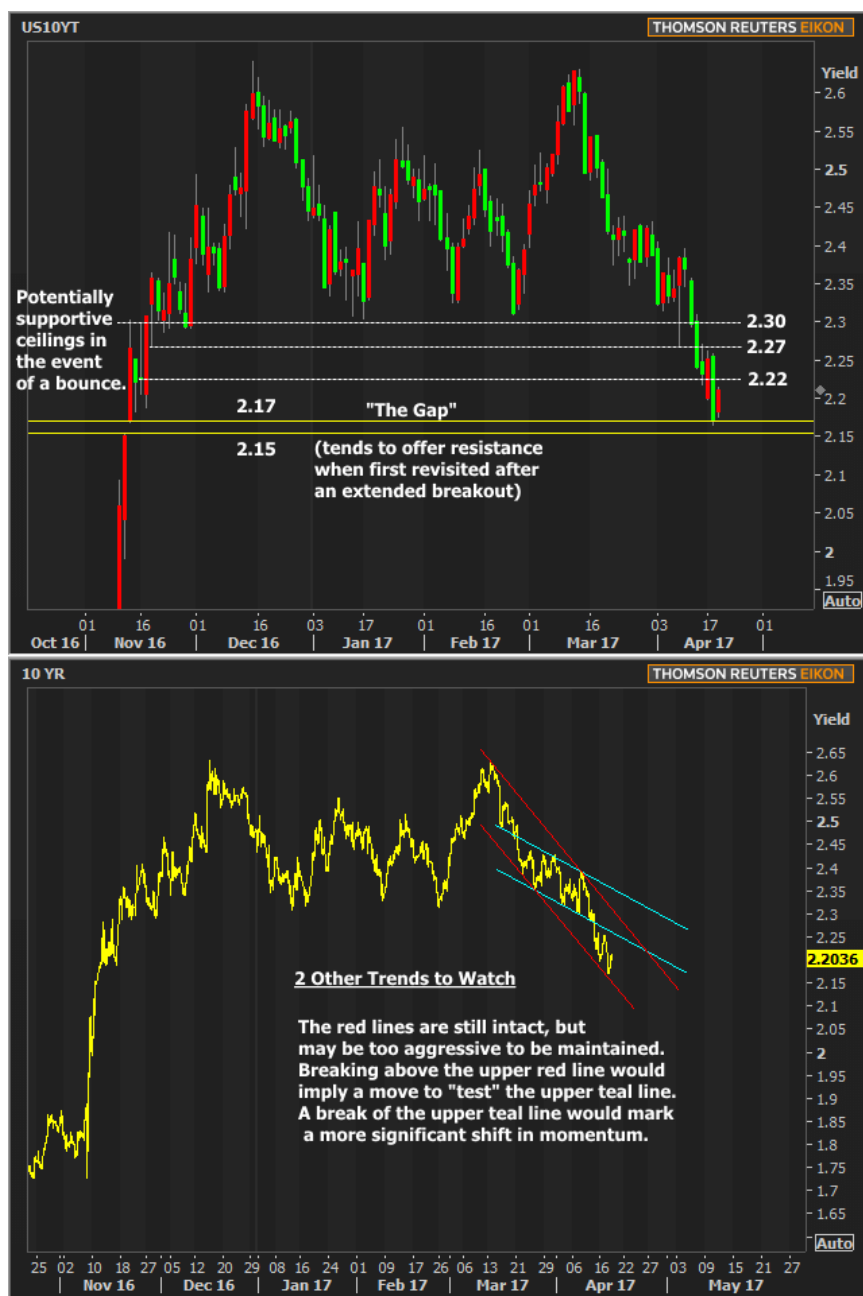 US10YT
THOMSON REUTERS EIKON
Yield
2.6
2.55
2.5
2.45
2.4
2.35
Potentially
supportive
ceilings in
the event
of a bounce.
2.30
2.3
2.27
2.25
2.22
2.2
2.17
"The Gap"
2.15
2.15
(tends to offer resistance
when first revisited after
an extended breakout)
2.1
2.05
2
1.95
Auto
01 16 01 16 03 17 01 16 01 16 03 17 01
Oct 16 Nov 16 Dec 16 Jan 17 Feb 17 Mar 17 Apr 17
10 YR
THOMSON REUTERS EIKON
Yield
2.65
2.6
2.55
2.5
2.45
2.4
2.35
2.3
2.25
2.2036
2.15
2.1
2.05
2
1.95
1.9
1.85
1.8
1.75
1.7
1.65
2 Other Trends to Watch
The red lines are still intact, but
may be too aggressive to be maintained.
Breaking above the upper red line would
imply a move to "test" the upper teal line.
A break of the upper teal line would mark
a more significant shift in momentum.
Auto
25 02 10 18 27 05 12 20 29 08 16 24 01 09 17 26 06 13 21 29 06 16 22 27 03 09 15 21 27
Nov 16 Dec 16 Jan 17 Feb 17 Mar 17 Apr 17 May 17